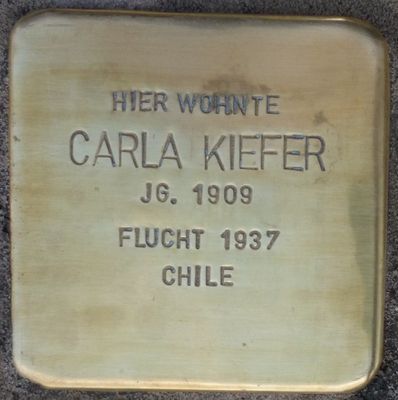 HIER WOHNTE
CARLA KIEFER
JG. 1909
FLUCHT 1937
CHILE